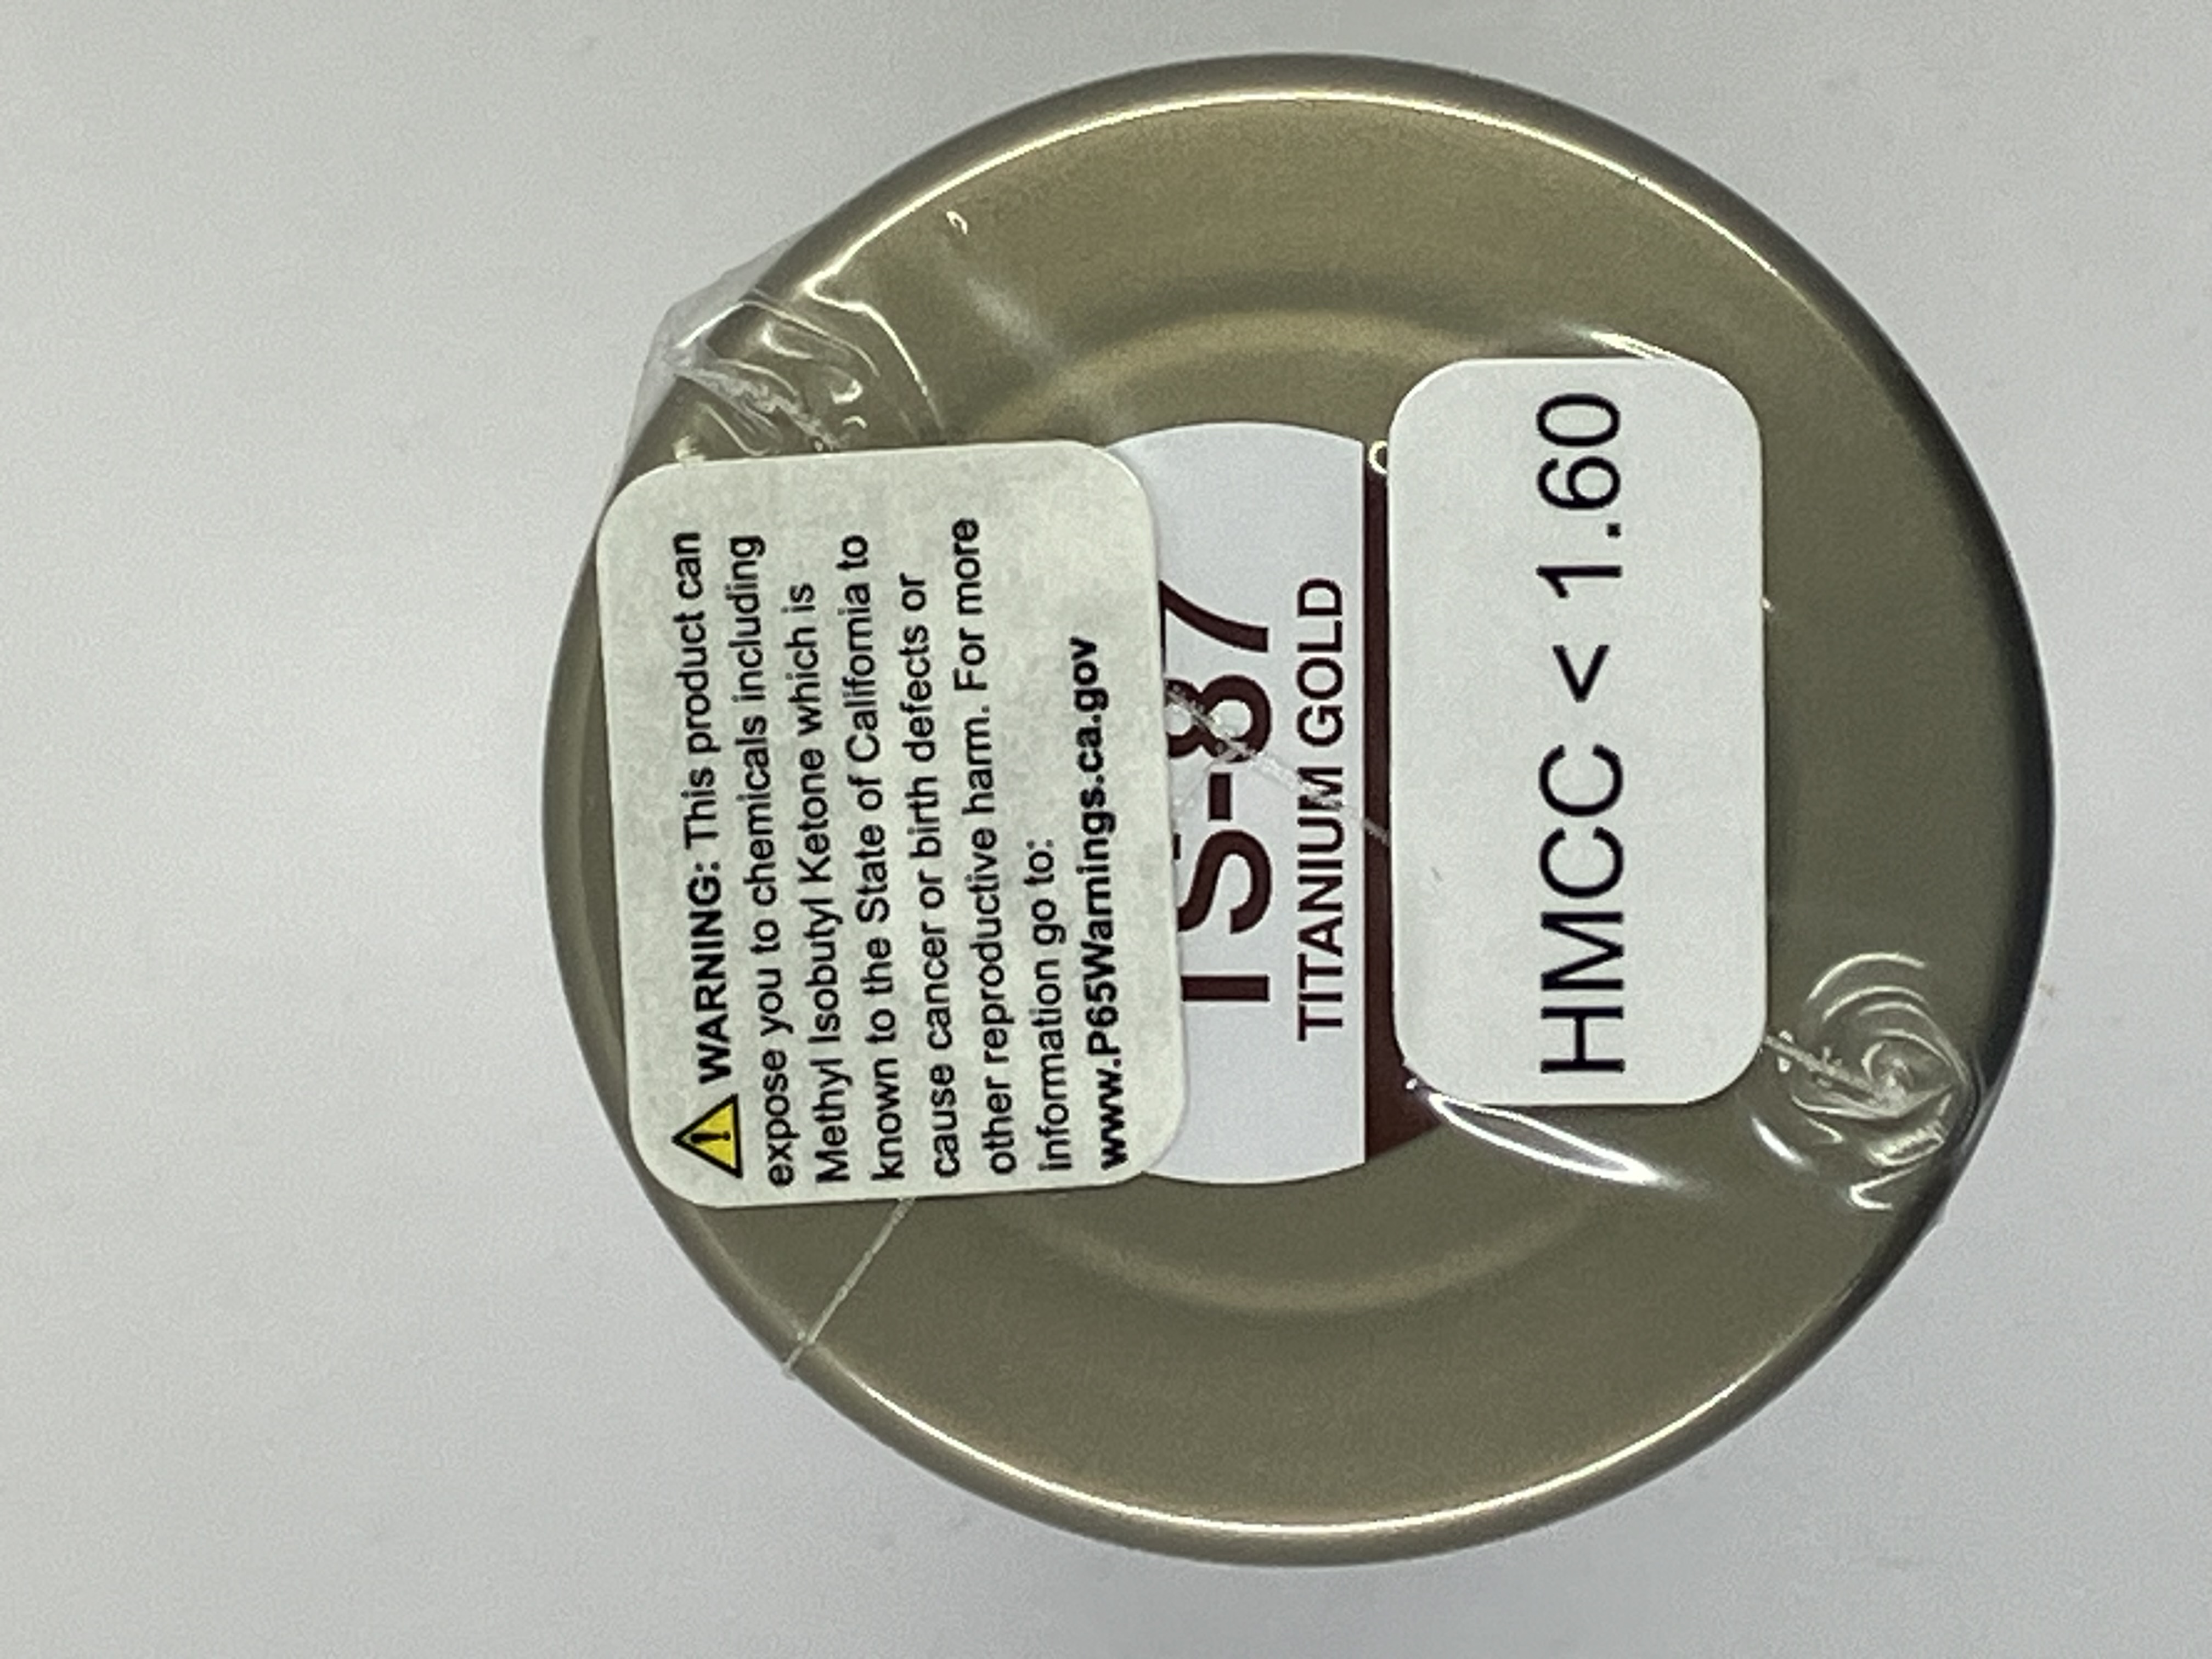 ⚠ WARNING: This product can
expose you to chemicals including
Methyl Isobutyl Ketone which is
known to the State of California to
cause cancer or birth defects or
other reproductive harm. For more
information go to:
www.P65Warnings.ca.gov
TS-87
TITANIUM GOLD
HMCC < 1.60